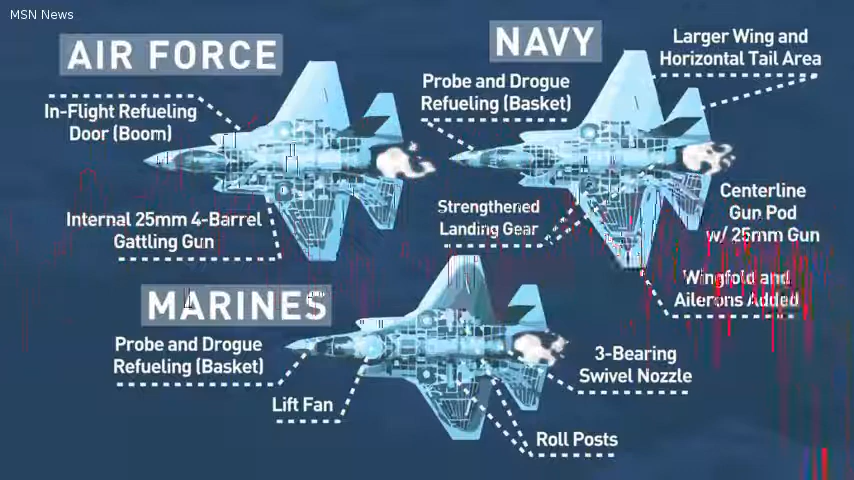 MSN News
AIR FORCE
In-Flight Refueling
Door (Boom)
Internal 25mm 4-Barrel
Gattling Gun
NAVY
Probe and Drogue
Refueling (Basket)
Larger Wing and
Horizontal Tail Area
Strengthened
Landing Gear
Centerline
Gun Pod
w/ 25mm Gun
Wingfold and
Ailerons Added
MARINES
Probe and Drogue
Refueling (Basket)
Lift Fan
3-Bearing
Swivel Nozzle
Roll Posts